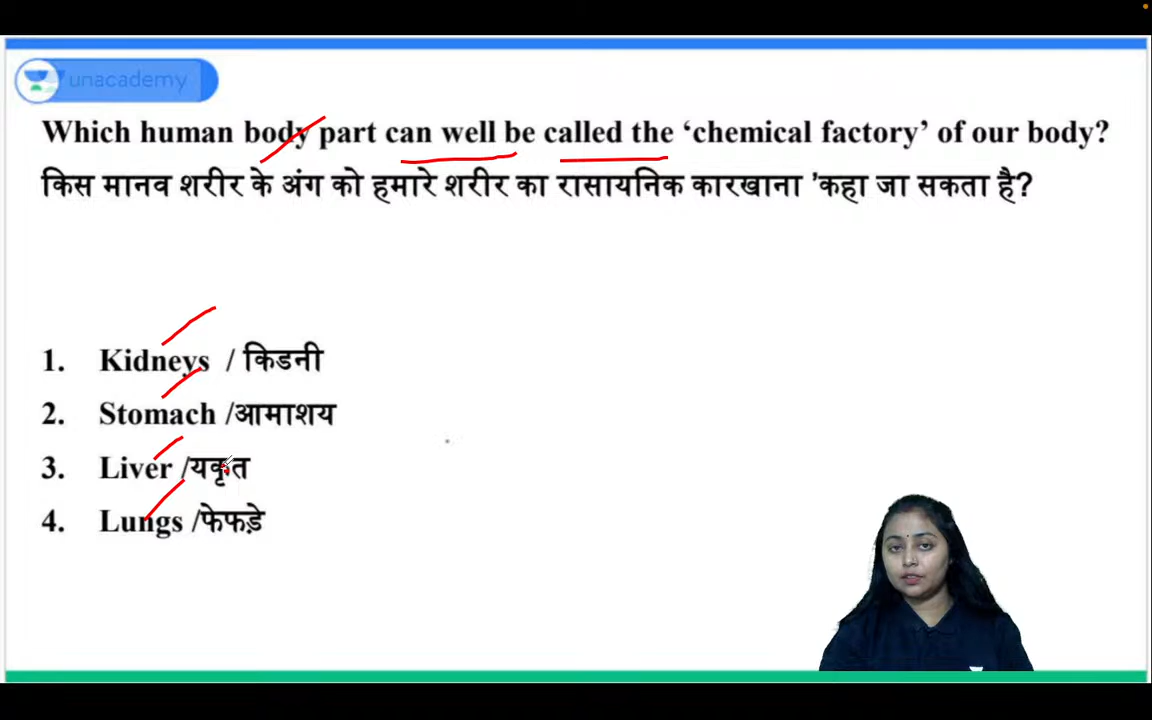 unacademy
Which human body part can well be called the ‘chemical factory’ of our body?
किस मानव शरीर के अंग को हमारे शरीर का रासायनिक कारखाना 'कहा जा सकता है?
1. Kidneys / किडनी
2. Stomach /आमाशय
3. Liver /यकृत
4. Lungs /फेफड़े